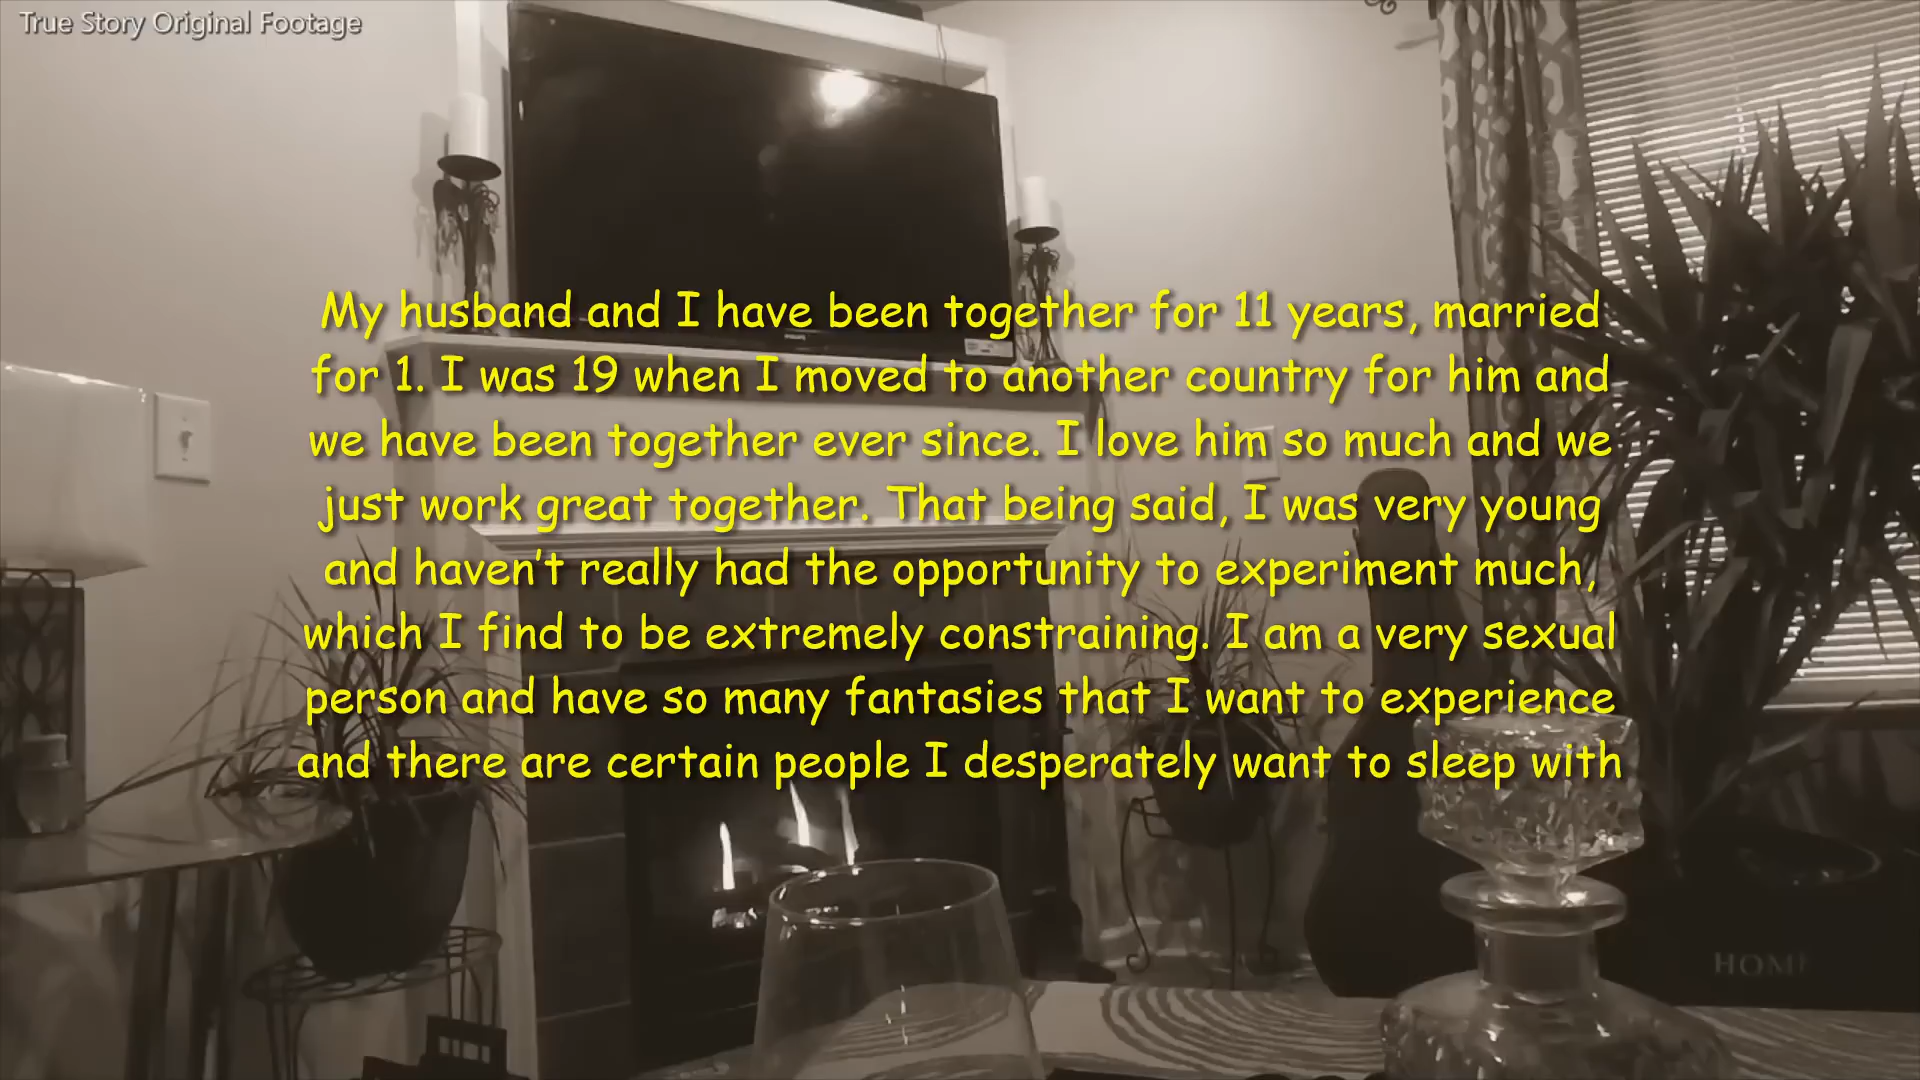 True Story Original Footage
My husband and I have been together for 11 years, married
for 1. I was 19 when I moved to another country for him and
we have been together ever since. I love him so much and we
just work great together. That being said, I was very young
and haven’t really had the opportunity to experiment much,
which I find to be extremely constraining. I am a very sexual
person and have so many fantasies that I want to experience
and there are certain people I desperately want to sleep with
HOME